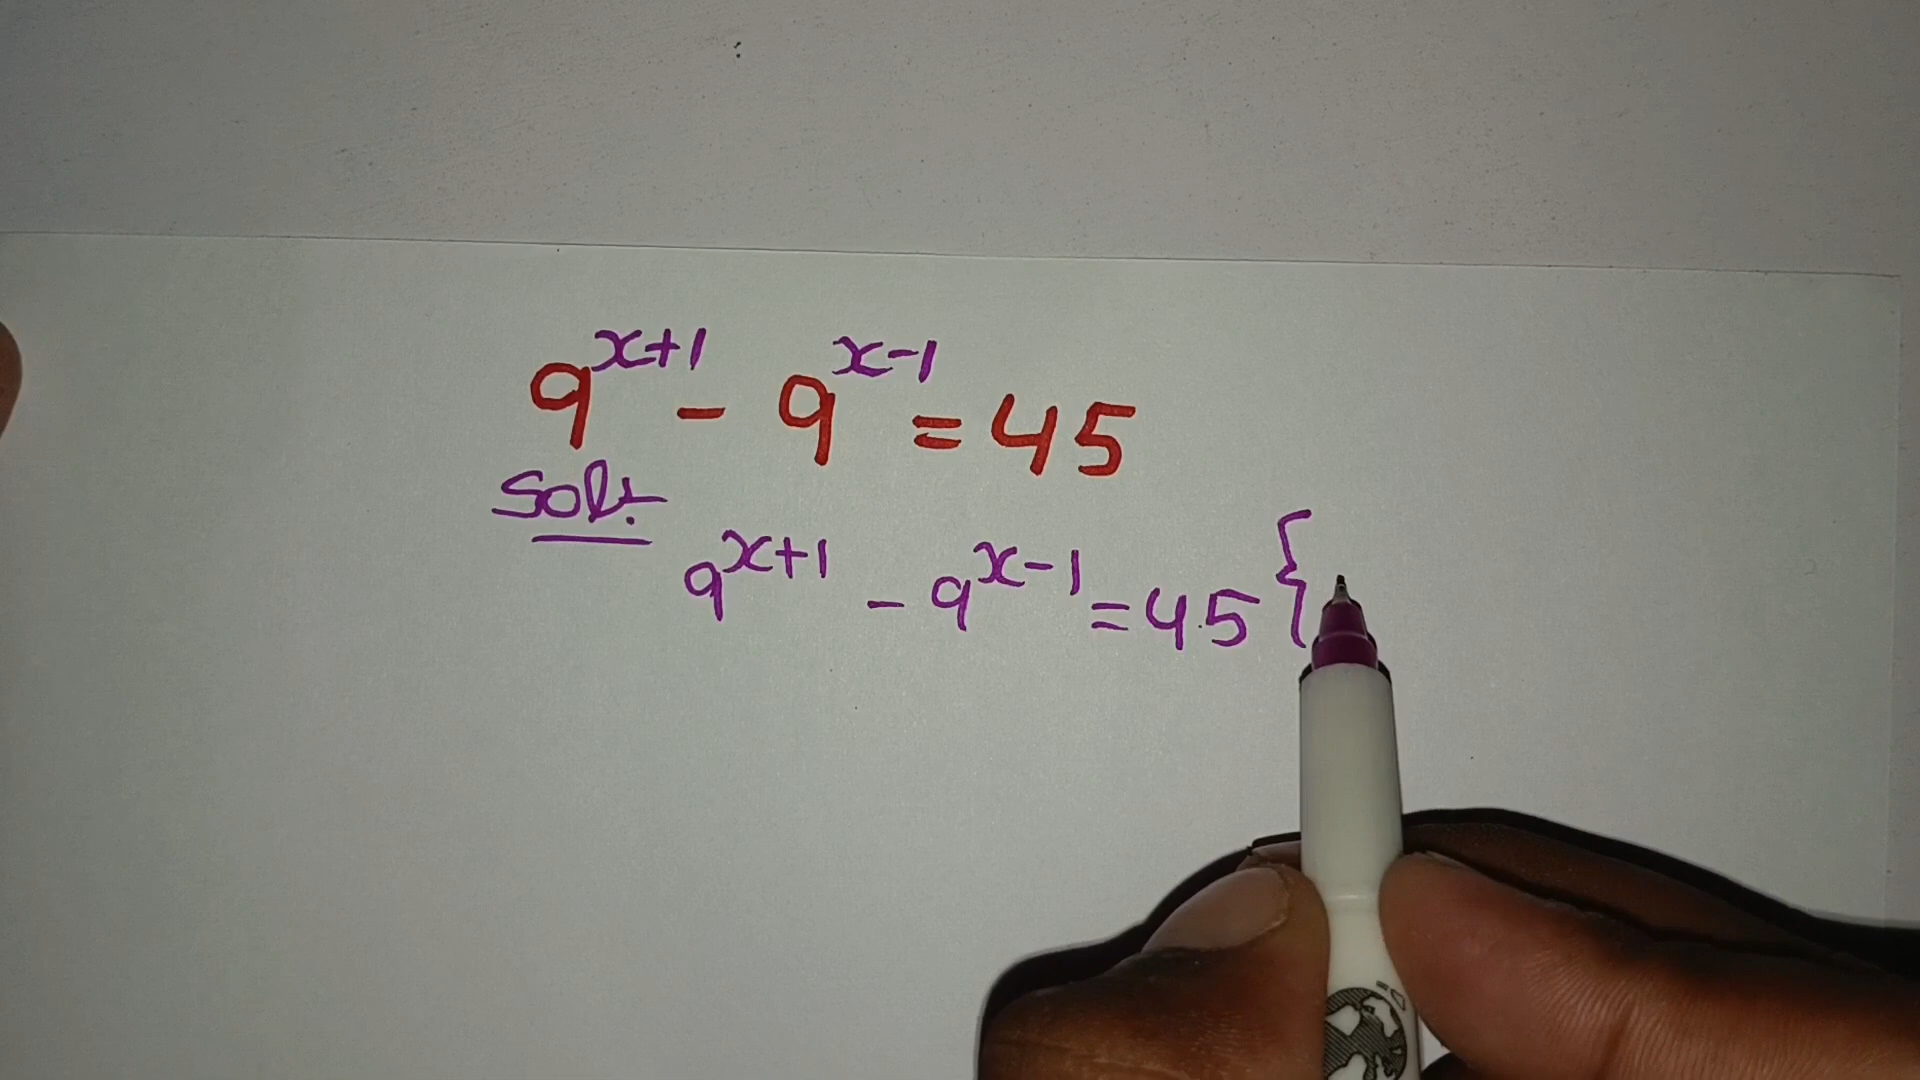 9^{x+1} - 9^{x-1} = 45
Sol:
9^{x+1} - 9^{x-1} = 45 {